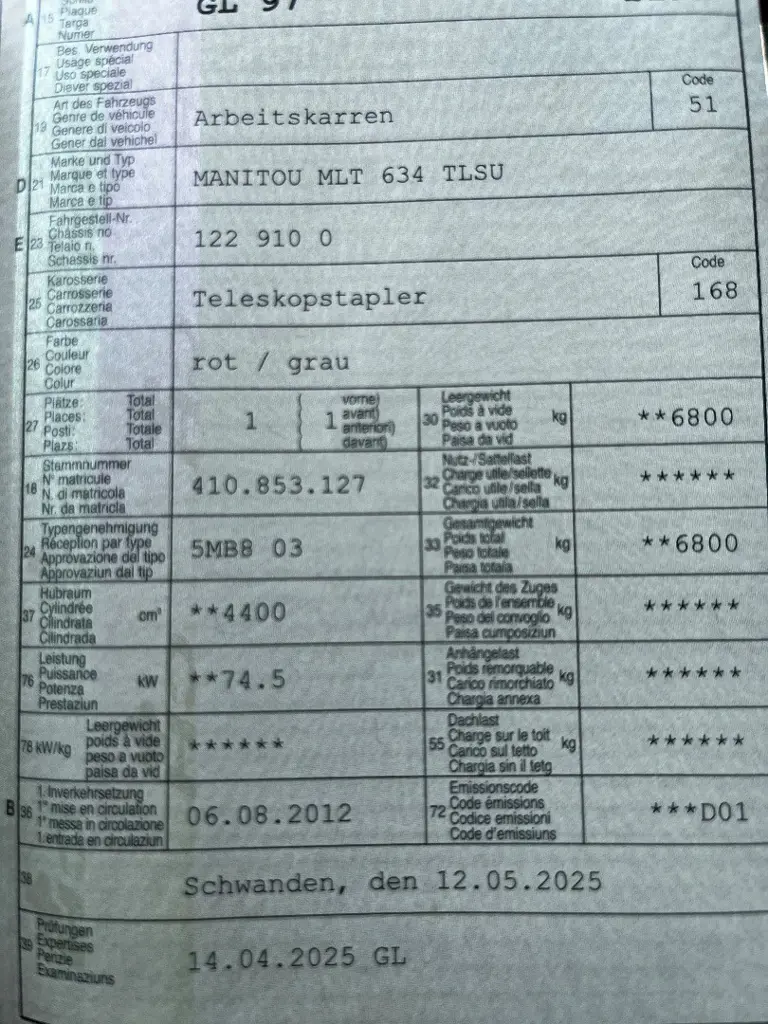 A 15 Plaque
Targa
Numer
17 Bes. Verwendung
Usage spécial
Uso speciale
Diever spezial
19 Art des Fahrzeugs
Genre de véhicule
Genere di veicolo
Gener dal vehichel
Arbeitskarren
Code
51
D 21 Marke und Typ
Marque et type
Marca e tipo
Marca e tip
MANITOU MLT 634 TLSU
E 23 Fahrgestell-Nr.
Châssis no
Telaio n.
Schassis nr.
122 910 0
25 Karosserie
Carrosserie
Carrozzeria
Carossaria
Teleskopstapler
Code
168
26 Farbe
Couleur
Colore
Colur
rot / grau
27 Plätze: Total
Places: Total
Posti: Totale
Plazs: Total
1
1 vorne)
avant)
anteriori)
davant)
30 Leergewicht
Poids à vide
Peso a vuoto
Paisa da vid
kg
**6800
18 Stammnummer
N° matricule
N. di matricola
Nr. da matricla
410.853.127
32 Nutz-/Sattellast
Charge utile/sellette
Carico utile/sella
Chargia utila/sella
kg
******
24 Typengenehmigung
Réception par type
Approvazione del tipo
Approvaziun dal tip
5MB8 03
33 Gesamtgewicht
Poids total
Peso totale
Paisa totala
kg
**6800
37 Hubraum
Cylindrée
Cilindrata
Cilindrada
cm³
**4400
35 Gewicht des Zuges
Poids de l'ensemble
Peso del convoglio
Paisa cumposiziun
kg
******
76 Leistung
Puissance
Potenza
Prestaziun
kW
**74.5
31 Anhängelast
Poids remorquable
Carico rimorchiato
Chargia annexa
kg
******
78 kW/kg
Leergewicht
poids à vide
peso a vuoto
paisa da vid
******
55 Dachlast
Charge sur le toit
Carico sul tetto
Chargia sin il tetg
kg
******
B 36 1. Inverkehrsetzung
1re mise en circulation
1a messa in circolazione
1. entrada en circulaziun
06.08.2012
72 Emissionscode
Code émissions
Codice emissioni
Code d'emissiuns
***D01
38
Schwanden, den 12.05.2025
39 Prüfungen
Expertises
Perizie
Examinaziuns
14.04.2025 GL